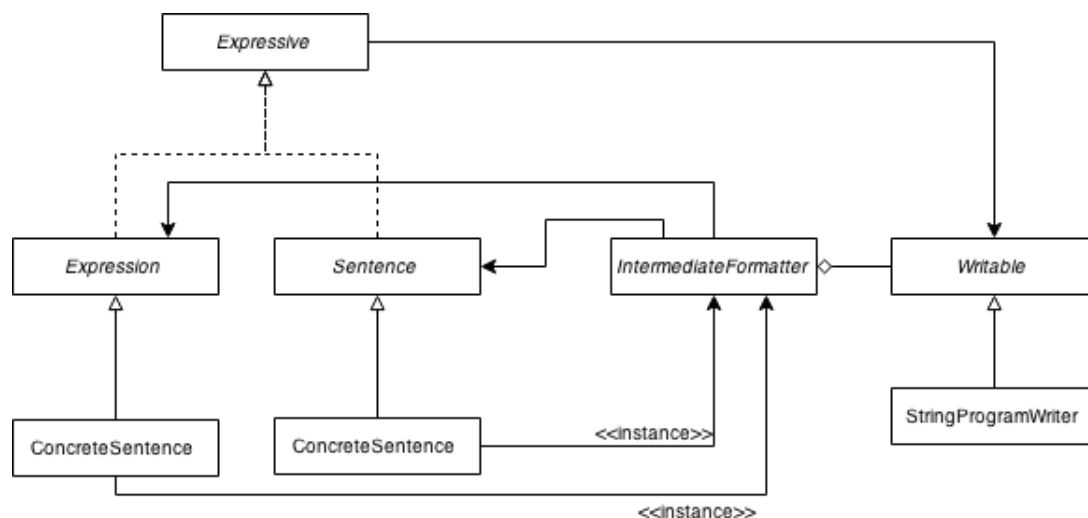 Expressive
Expression
Sentence
IntermediateFormatter
Writable
StringProgramWriter
ConcreteSentence
ConcreteSentence
<<instance>>
<<instance>>